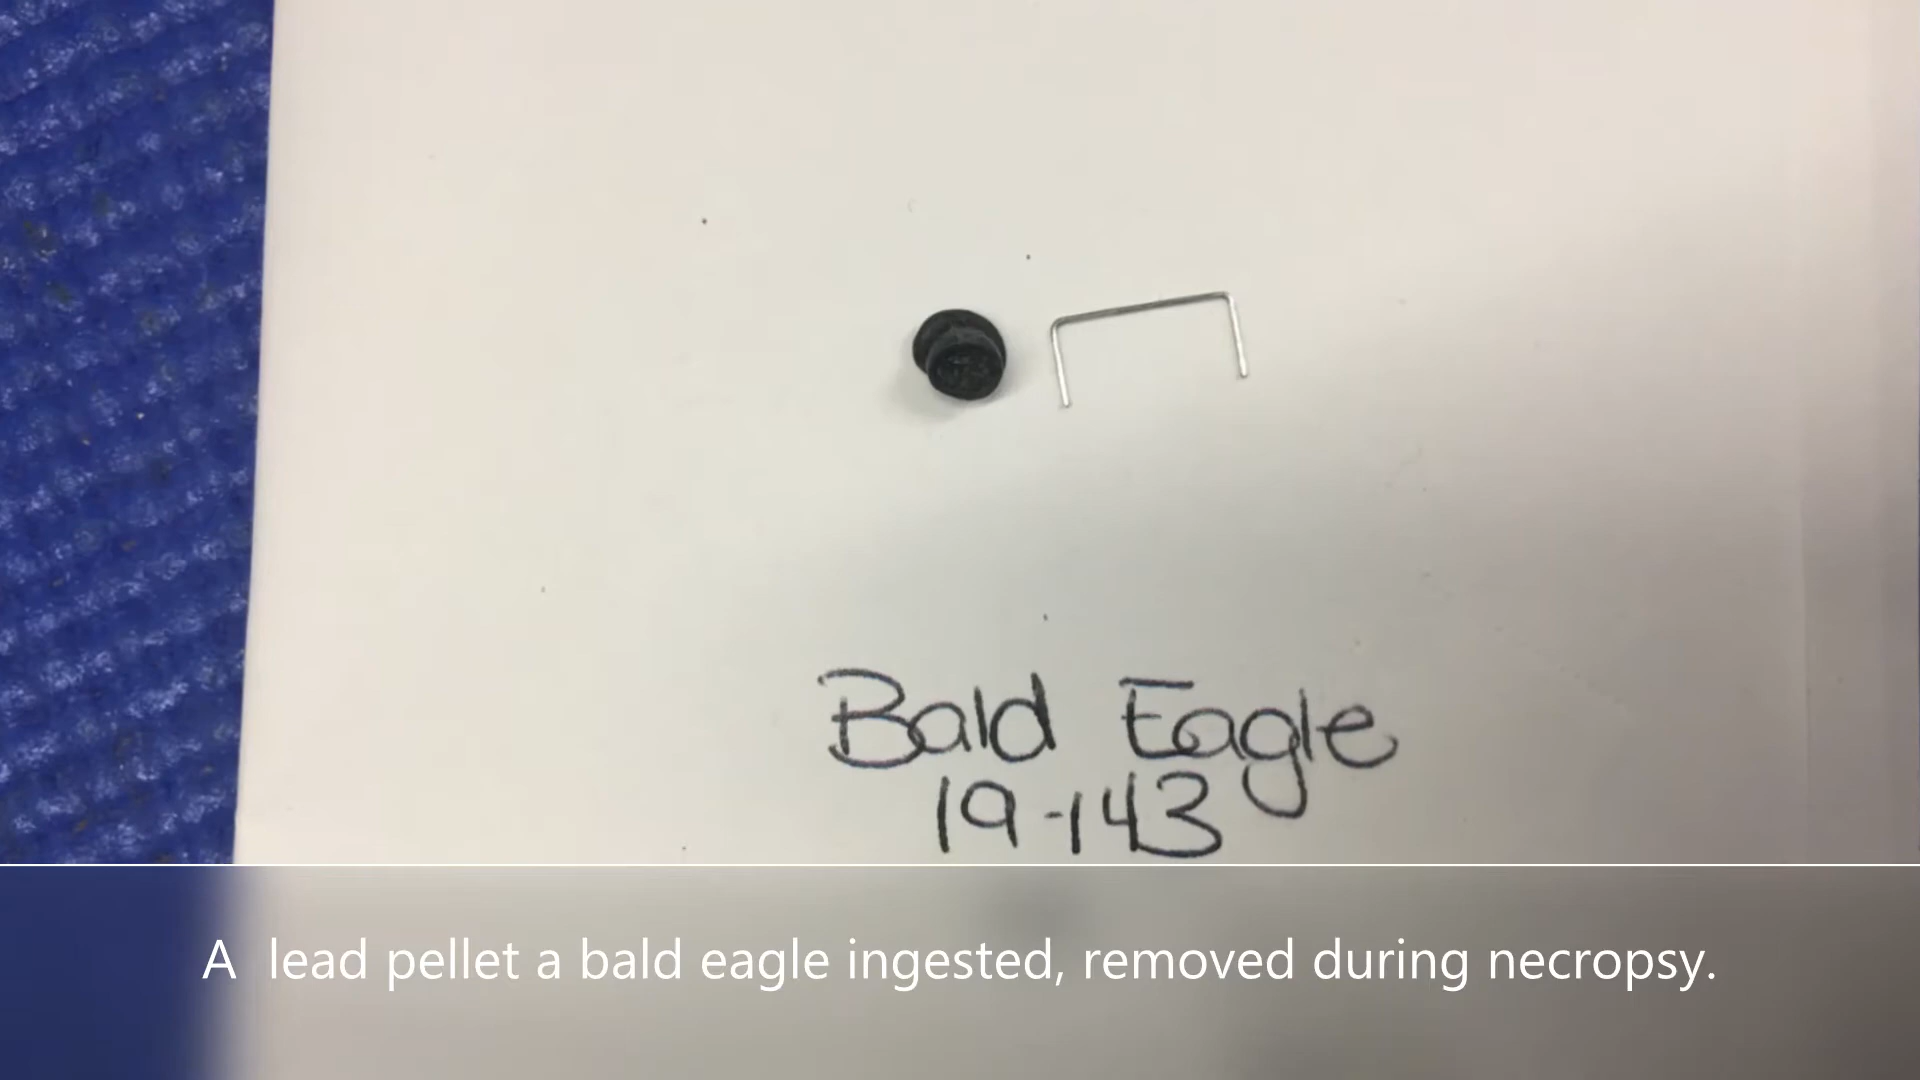 Bald Eagle
19-143
A lead pellet a bald eagle ingested, removed during necropsy.